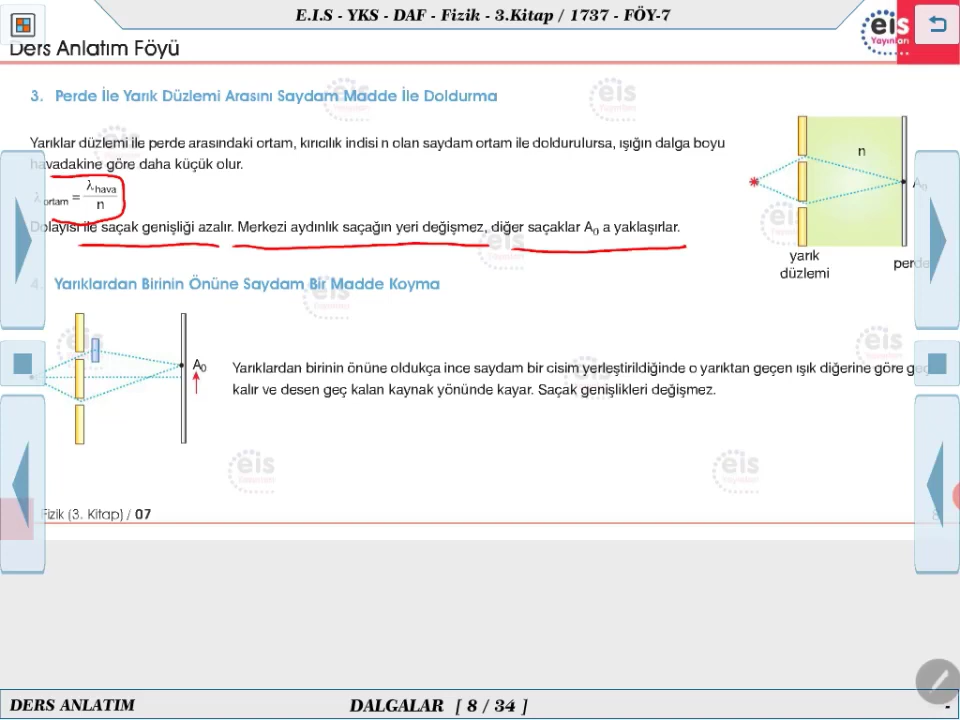 E.I.S - YKS - DAF - Fizik - 3.Kitap / 1737 - FÖY-7
eis
Yayınları
Ders Anlatım Föyü
3. Perde İle Yarık Düzlemi Arasını Saydam Madde İle Doldurma
Yarıklar düzlemi ile perde arasındaki ortam, kırıcılık indisi n olan saydam ortam ile doldurulursa, ışığın dalga boyu
havadakine göre daha küçük olur.
λortam = λhava / n
Dolayısı ile saçak genişliği azalır. Merkezi aydınlık saçağın yeri değişmez, diğer saçaklar A₀ a yaklaşırlar.
n
A₀
yarık
düzlemi
perde
4. Yarıklardan Birinin Önüne Saydam Bir Madde Koyma
A₀
Yarıklardan birinin önüne oldukça ince saydam bir cisim yerleştirildiğinde o yarıktan geçen ışık diğerine göre geç
kalır ve desen geç kalan kaynak yönünde kayar. Saçak genişlikleri değişmez.
Fizik (3. Kitap) / 07
8
DERS ANLATIM
DALGALAR [ 8 / 34 ]
-